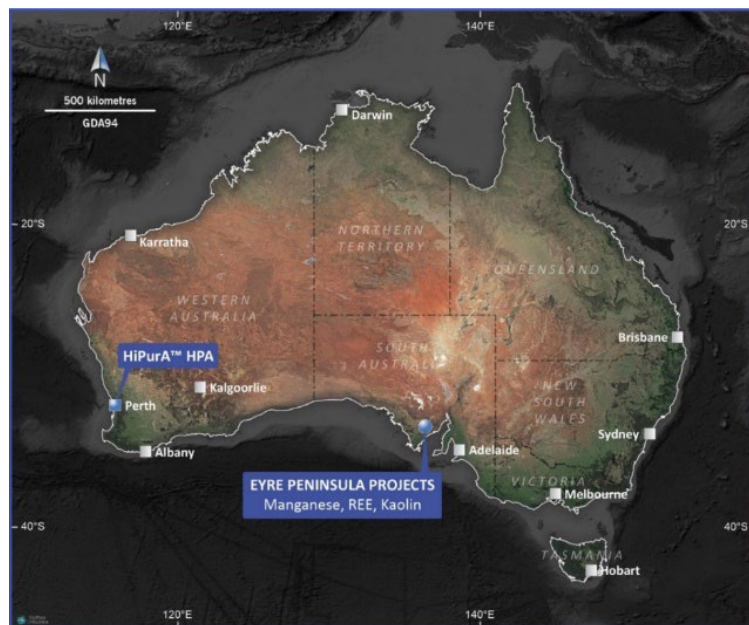 120°E
140°E
N
500 kilometres
GDA94
Darwin
20°S
20°S
Karratha
NORTHERN
TERRITORY
QUEENSLAND
WESTERN
AUSTRALIA
HiPurA™ HPA
SOUTH
AUSTRALIA
Brisbane
Kalgoorlie
Perth
NEW
SOUTH
WALES
Sydney
Albany
Adelaide
EYRE PENINSULA PROJECTS
Manganese, REE, Kaolin
VICTORIA
Melbourne
40°S
40°S
TASMANIA
Hobart
120°E
140°E